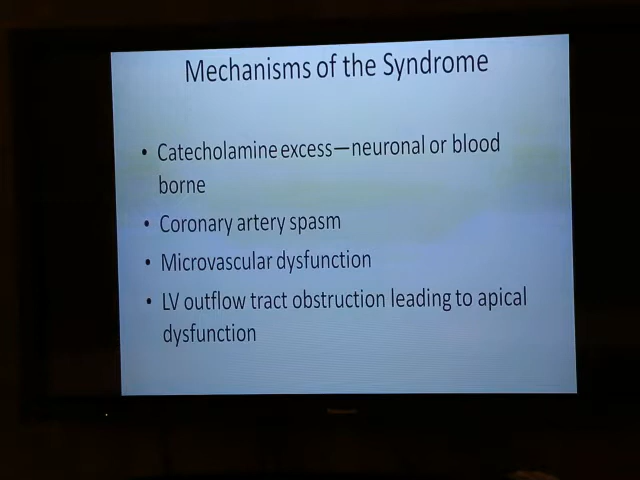 Mechanisms of the Syndrome
• Catecholamine excess—neuronal or blood
borne
• Coronary artery spasm
• Microvascular dysfunction
• LV outflow tract obstruction leading to apical
dysfunction
Panasonic